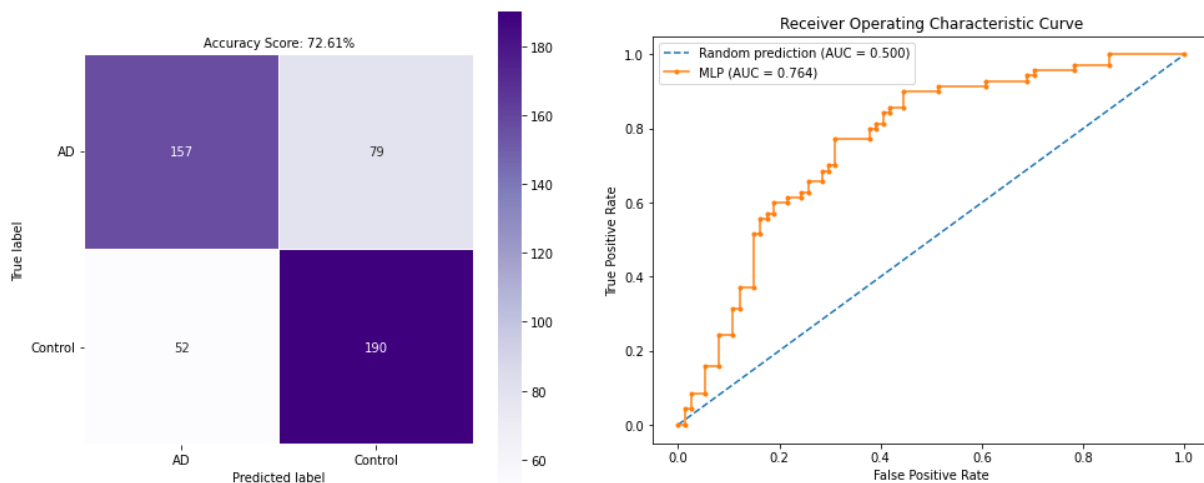 Accuracy Score: 72.61%
AD
157
79
Control
52
190
AD
Control
True label
Predicted label
180
160
140
120
100
80
60
Receiver Operating Characteristic Curve
Random prediction (AUC = 0.500)
MLP (AUC = 0.764)
1.0
0.8
0.6
0.4
0.2
0.0
True Positive Rate
0.0
0.2
0.4
0.6
0.8
1.0
False Positive Rate